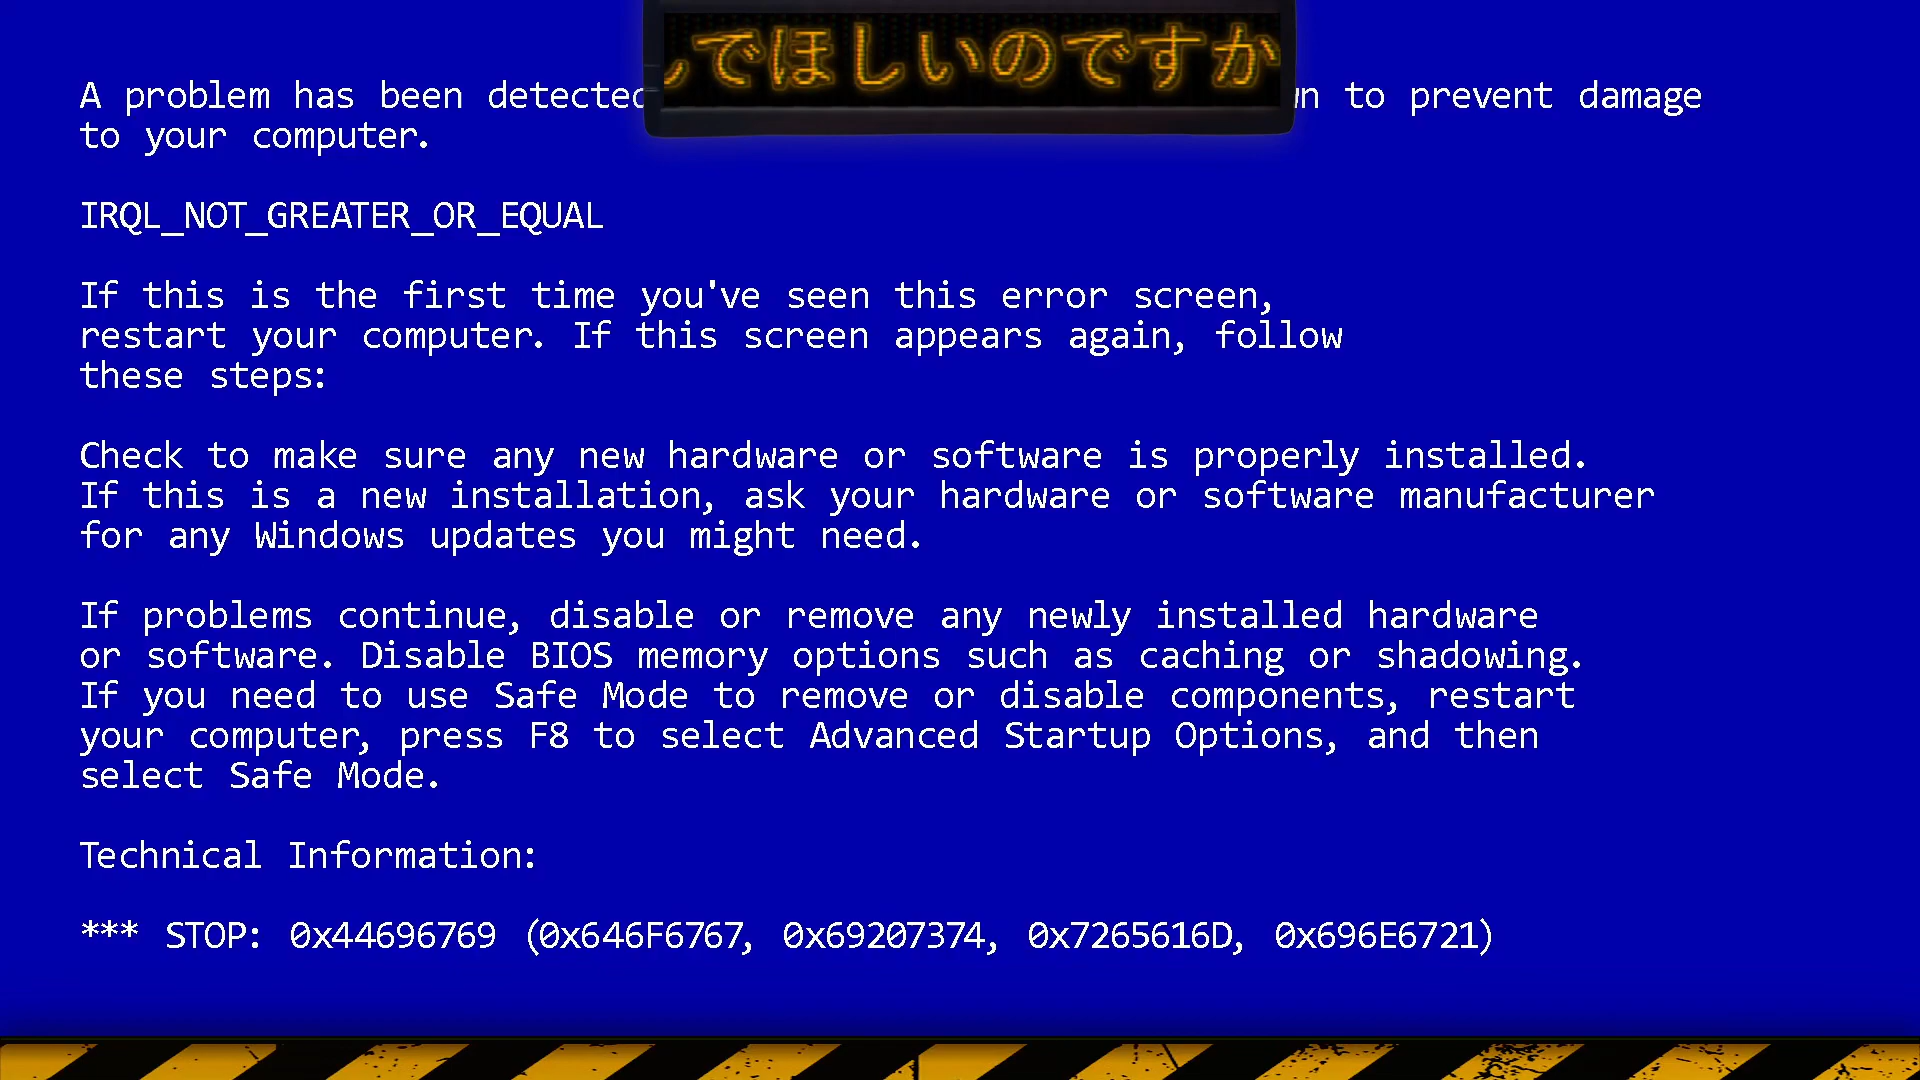 でほしいのですか
A problem has been detected to prevent damage
to your computer.
IRQL_NOT_GREATER_OR_EQUAL
If this is the first time you've seen this error screen,
restart your computer. If this screen appears again, follow
these steps:
Check to make sure any new hardware or software is properly installed.
If this is a new installation, ask your hardware or software manufacturer
for any Windows updates you might need.
If problems continue, disable or remove any newly installed hardware
or software. Disable BIOS memory options such as caching or shadowing.
If you need to use Safe Mode to remove or disable components, restart
your computer, press F8 to select Advanced Startup Options, and then
select Safe Mode.
Technical Information:
*** STOP: 0x44696769 (0x646F6767, 0x69207374, 0x7265616D, 0x696E6721)